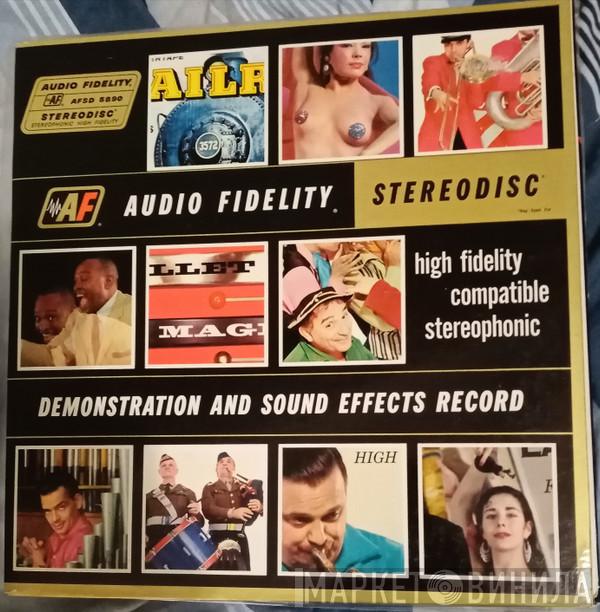 AUDIO FIDELITY®
AF AFSD 5890
STEREODISC
STEREOPHONIC HIGH FIDELITY
AILR
3572
AF® AUDIO FIDELITY®
STEREODISC
LLET
MAGI
high fidelity
compatible
stereophonic
DEMONSTRATION AND SOUND EFFECTS RECORD
HIGH
МАРКЕТ ВИНИЛА